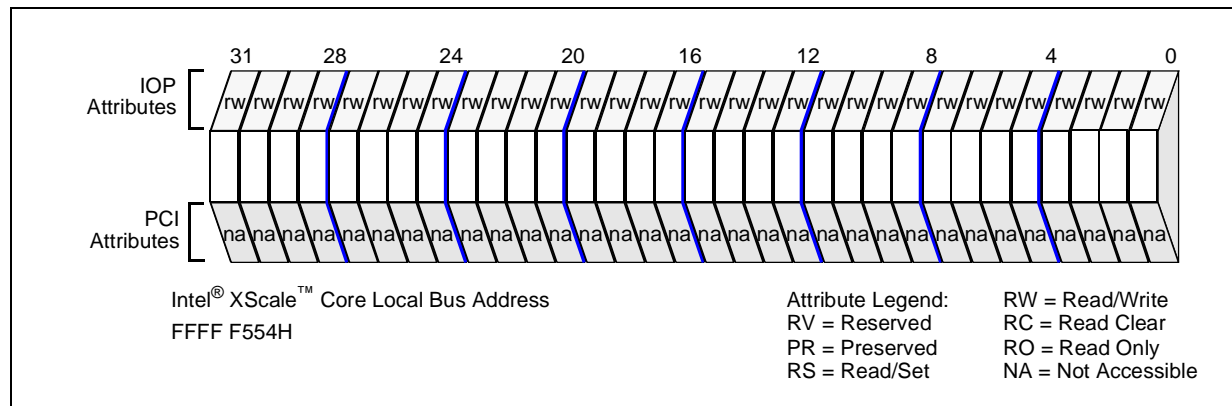 31 28 24 20 16 12 8 4 0
IOP
Attributes
rw rw rw rw rw rw rw rw rw rw rw rw rw rw rw rw rw rw rw rw rw rw rw rw rw rw rw rw rw rw rw rw
PCI
Attributes
na na na na na na na na na na na na na na na na na na na na na na na na na na na na na na na na
Intel® XScale™ Core Local Bus Address
FFFF F554H
Attribute Legend:
RV = Reserved
PR = Preserved
RS = Read/Set
RW = Read/Write
RC = Read Clear
RO = Read Only
NA = Not Accessible